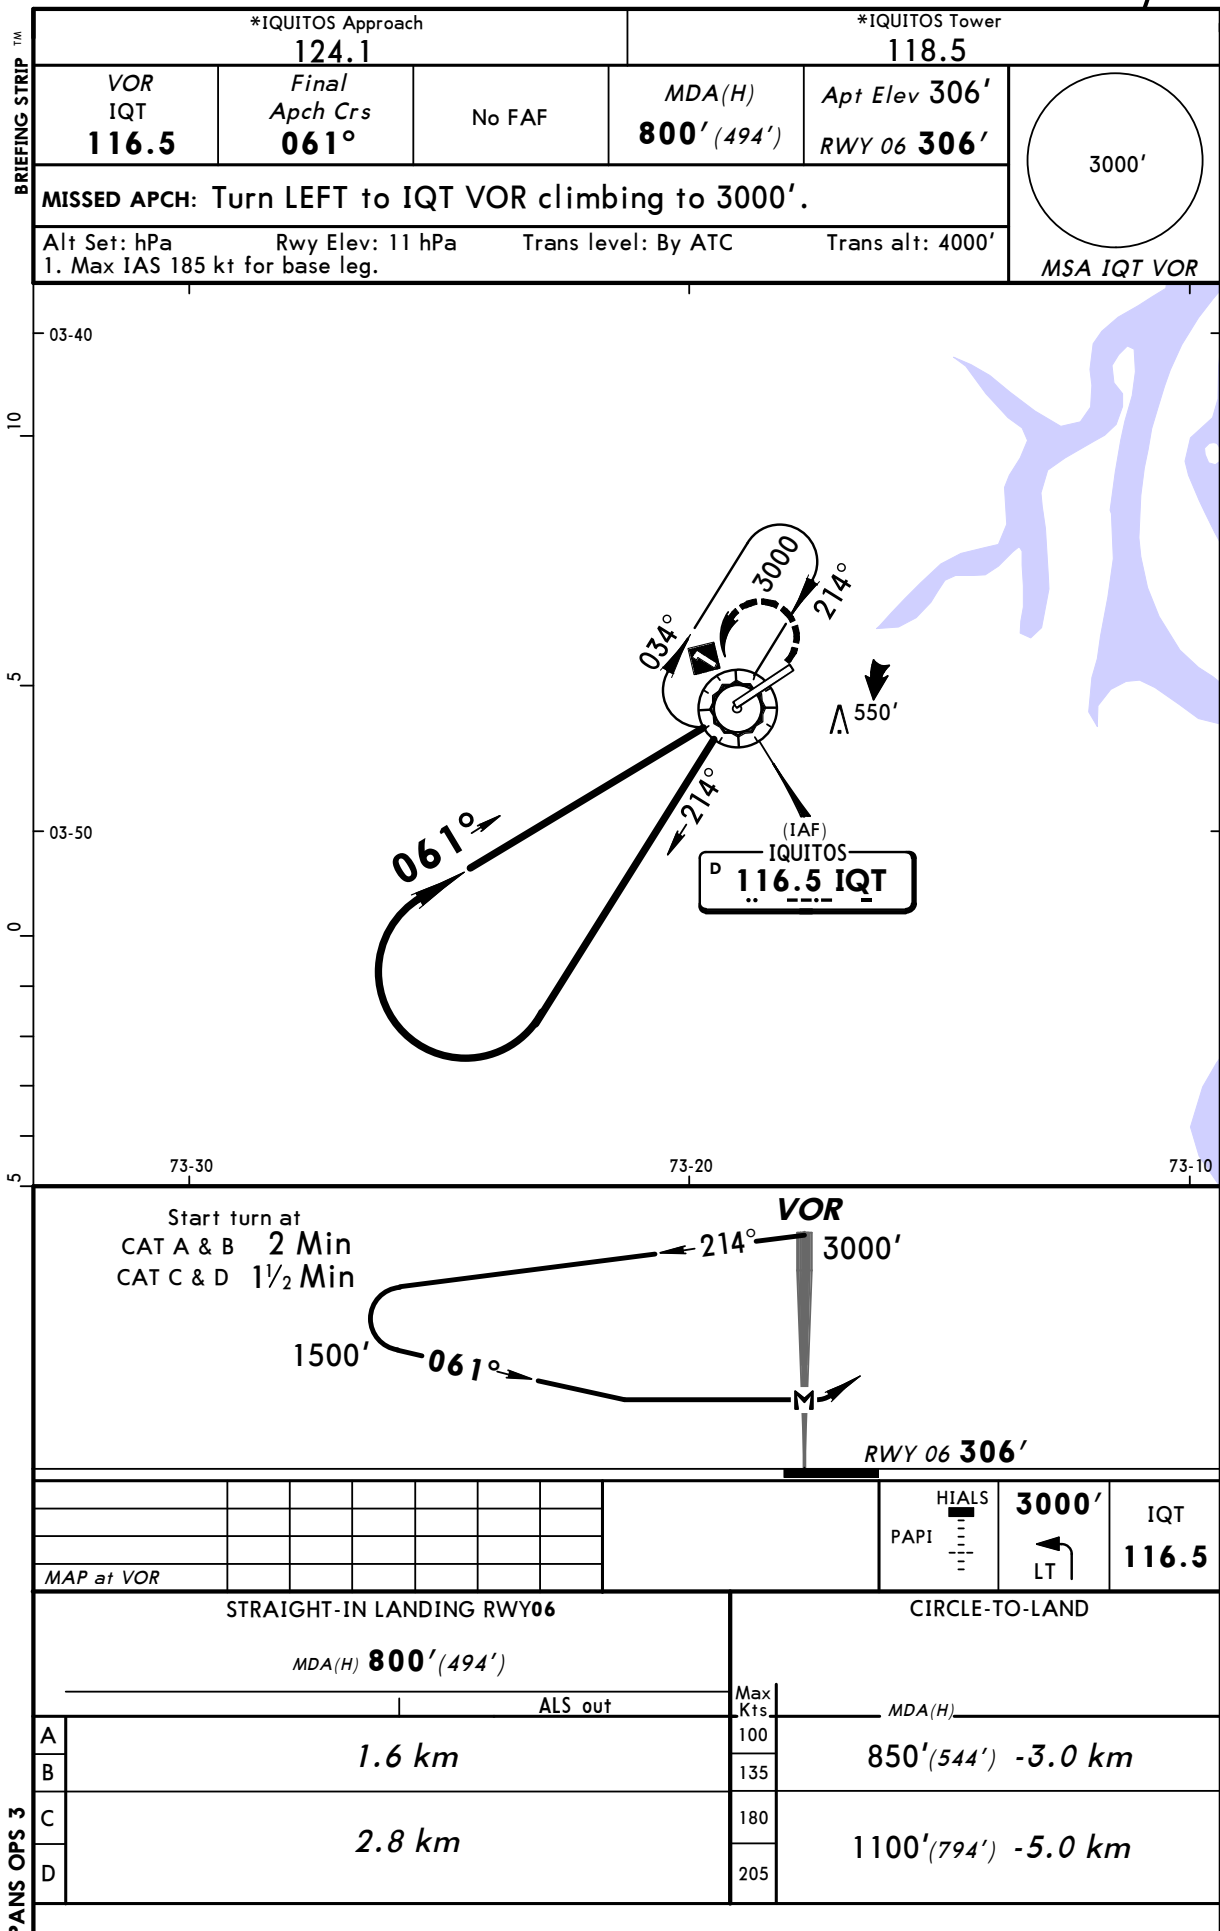 *IQUITOS Approach
124.1
*IQUITOS Tower
118.5
BRIEFING STRIP TM
VOR
IQT
116.5
Final
Apch Crs
061°
No FAF
MDA(H)
800' (494')
Apt Elev 306'
RWY 06 306'
3000'
MSA IQT VOR
MISSED APCH: Turn LEFT to IQT VOR climbing to 3000'.
Alt Set: hPa Rwy Elev: 11 hPa Trans level: By ATC Trans alt: 4000'
1. Max IAS 185 kt for base leg.
03-40
10
3000
214°
034°
1
5
550'
214°
061°
03-50
(IAF)
IQUITOS
D 116.5 IQT
0
5
73-30
73-20
73-10
Start turn at
CAT A & B 2 Min
CAT C & D 1 1/2 Min
VOR
214°
3000'
1500'
061°
M
RWY 06 306'
MAP at VOR
HIALS
PAPI
3000'
LT
IQT
116.5
STRAIGHT-IN LANDING RWY06
MDA(H) 800' (494')
ALS out
CIRCLE-TO-LAND
Max
Kts
MDA(H)
A
B
1.6 km
100
135
850' (544') -3.0 km
C
D
2.8 km
180
205
1100' (794') -5.0 km
PANS OPS 3